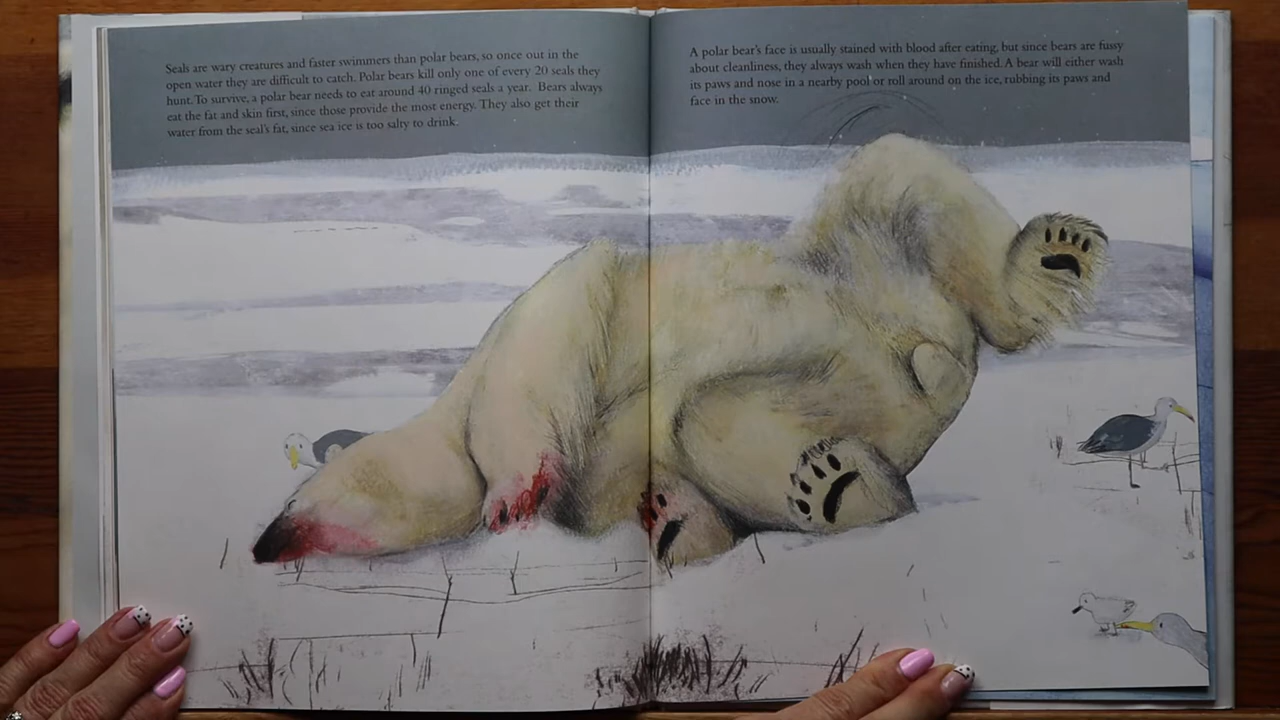 Seals are wary creatures and faster swimmers than polar bears, so once out in the
open water they are difficult to catch. Polar bears kill only one of every 20 seals they
hunt. To survive, a polar bear needs to eat around 40 ringed seals a year. Bears always
eat the fat and skin first, since those provide the most energy. They also get their
water from the seal's fat, since sea ice is too salty to drink.
A polar bear's face is usually stained with blood after eating, but since bears are fussy
about cleanliness, they always wash when they have finished. A bear will either wash
its paws and nose in a nearby pool or roll around on the ice, rubbing its paws and
face in the snow.